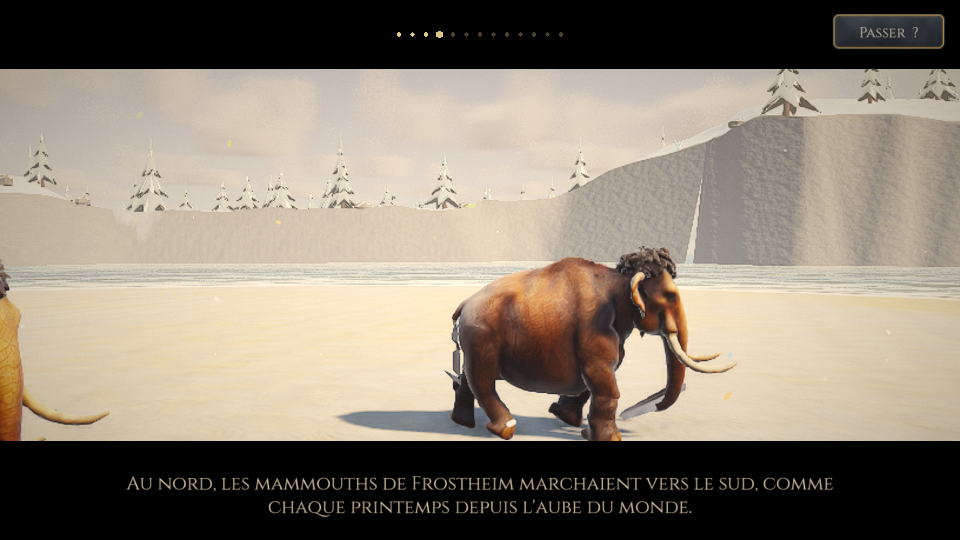 Passer ?
Au nord, les mammouths de Frostheim marchaient vers le sud, comme
chaque printemps depuis l'aube du monde.